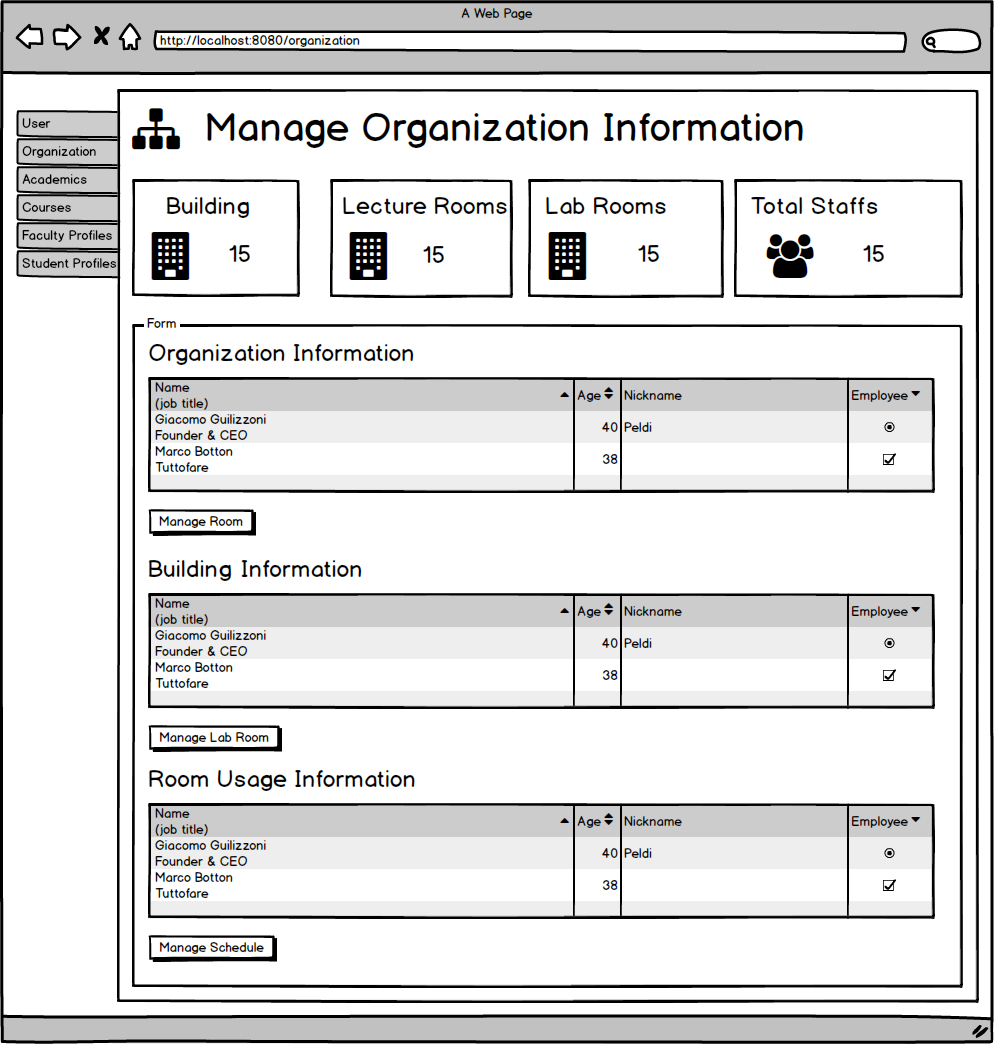 A Web Page
http://localhost:8080/organization
User
Organization
Academics
Courses
Faculty Profiles
Student Profiles
Manage Organization Information
Building
15
Lecture Rooms
15
Lab Rooms
15
Total Staffs
15
Form
Organization Information
Name
(job title)
Age
Nickname
Employee
Giacomo Guilizzoni
Founder & CEO
40
Peldi
Marco Botton
Tuttofare
38
Manage Room
Building Information
Name
(job title)
Age
Nickname
Employee
Giacomo Guilizzoni
Founder & CEO
40
Peldi
Marco Botton
Tuttofare
38
Manage Lab Room
Room Usage Information
Name
(job title)
Age
Nickname
Employee
Giacomo Guilizzoni
Founder & CEO
40
Peldi
Marco Botton
Tuttofare
38
Manage Schedule